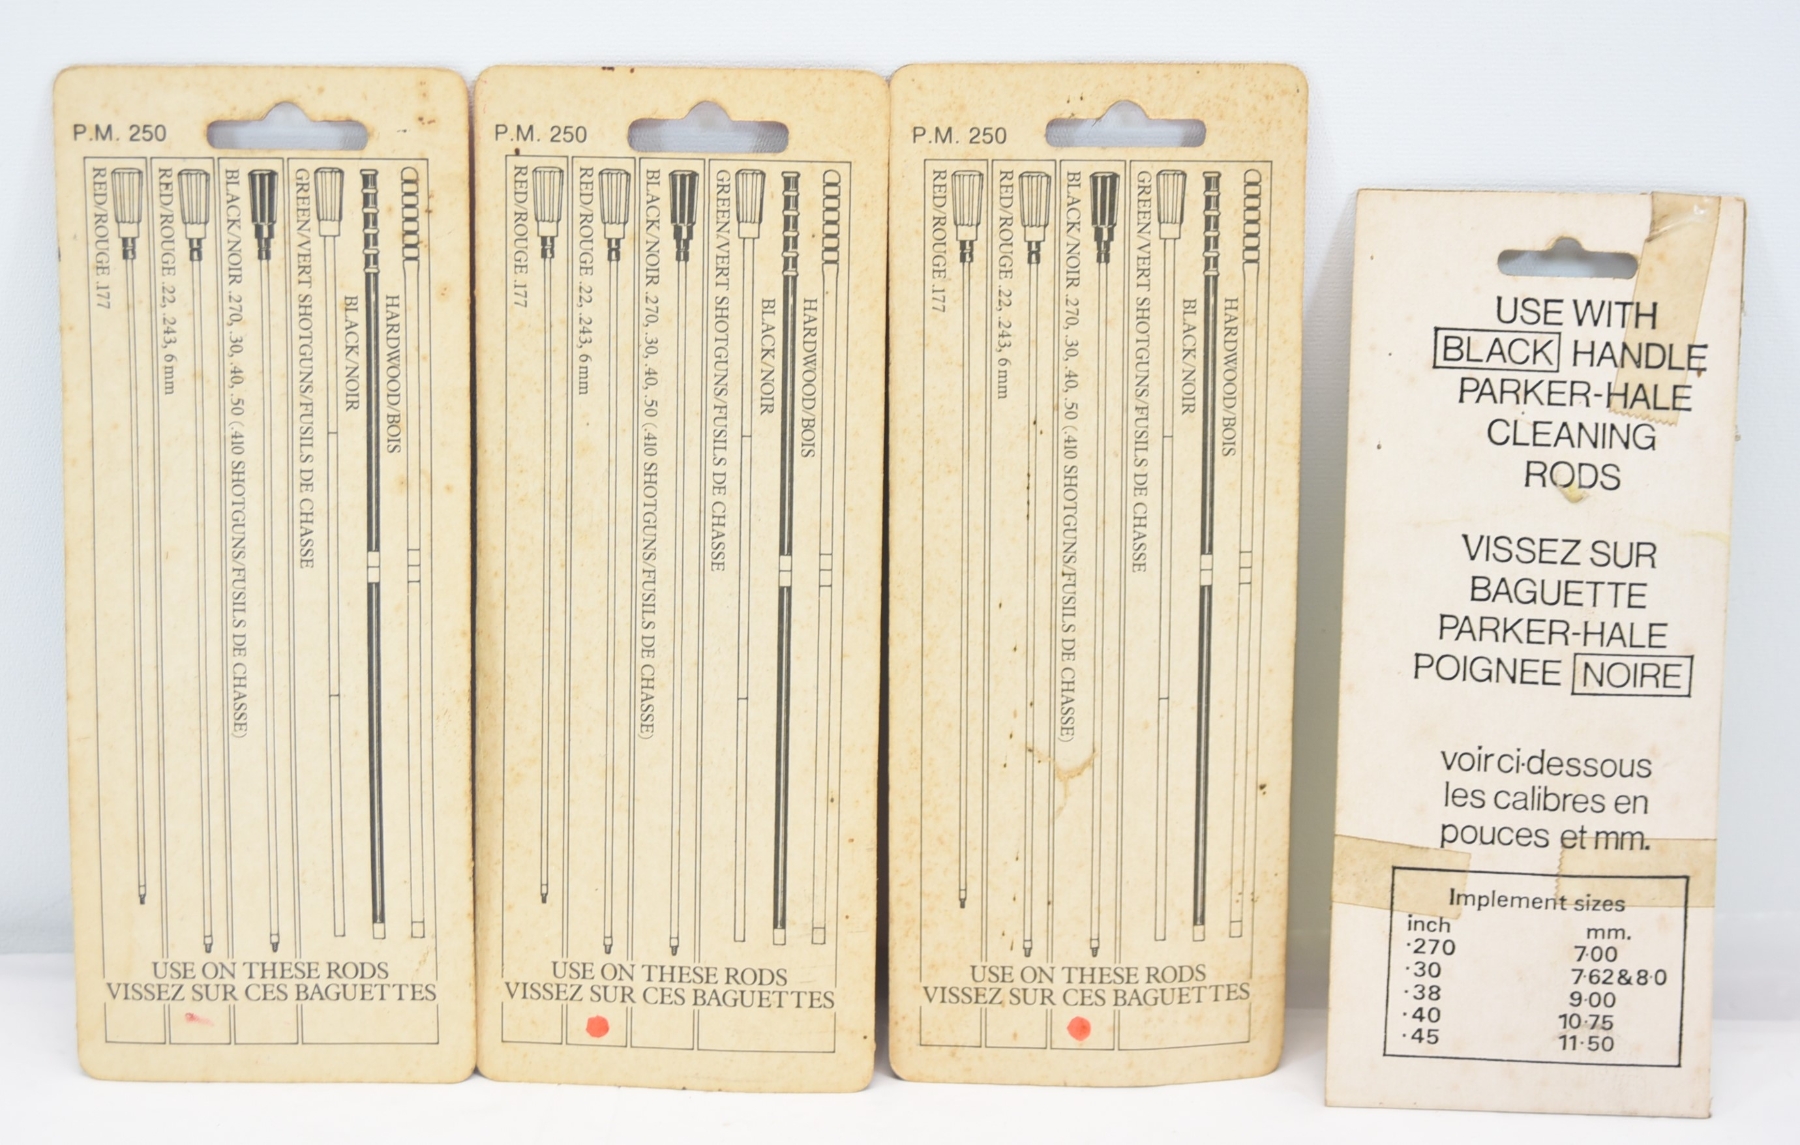 P.M. 250
RED/ROUGE .177
RED/ROUGE .22, .243, 6 mm
BLACK/NOIR .270, .30, .40, .50 (.410 SHOTGUNS/FUSILS DE CHASSE)
GREEN/VERT SHOTGUNS/FUSILS DE CHASSE
BLACK/NOIR
HARDWOOD/BOIS
USE ON THESE RODS
VISSEZ SUR CES BAGUETTES
P.M. 250
RED/ROUGE .177
RED/ROUGE .22, .243, 6 mm
BLACK/NOIR .270, .30, .40, .50 (.410 SHOTGUNS/FUSILS DE CHASSE)
GREEN/VERT SHOTGUNS/FUSILS DE CHASSE
BLACK/NOIR
HARDWOOD/BOIS
USE ON THESE RODS
VISSEZ SUR CES BAGUETTES
P.M. 250
RED/ROUGE .177
RED/ROUGE .22, .243, 6 mm
BLACK/NOIR .270, .30, .40, .50 (.410 SHOTGUNS/FUSILS DE CHASSE)
GREEN/VERT SHOTGUNS/FUSILS DE CHASSE
BLACK/NOIR
HARDWOOD/BOIS
USE ON THESE RODS
VISSEZ SUR CES BAGUETTES
USE WITH
BLACK HANDLE
PARKER-HALE
CLEANING
RODS
VISSEZ SUR
BAGUETTE
PARKER-HALE
POIGNEE NOIRE
voir ci·dessous
les calibres en
pouces et mm.
Implement sizes
inch mm.
·270 7·00
·30 7·62&8·0
·38 9·00
·40 10·75
·45 11·50